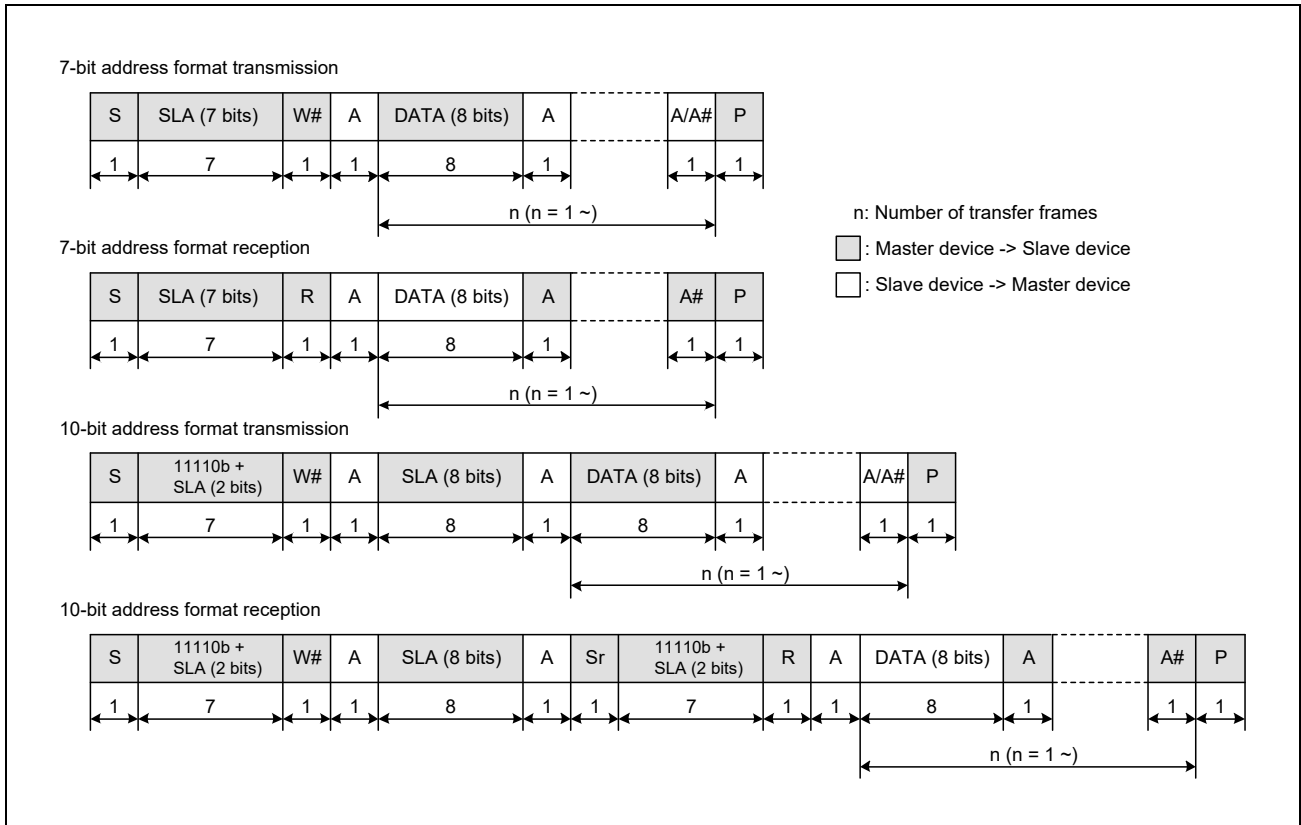 7-bit address format transmission
S SLA (7 bits) W# A DATA (8 bits) A A/A# P
1 7 1 1 8 1 1 1
n (n = 1 ~)
n: Number of transfer frames
: Master device -> Slave device
: Slave device -> Master device
7-bit address format reception
S SLA (7 bits) R A DATA (8 bits) A A# P
1 7 1 1 8 1 1 1
n (n = 1 ~)
10-bit address format transmission
S 11110b + SLA (2 bits) W# A SLA (8 bits) A DATA (8 bits) A A/A# P
1 7 1 1 8 1 8 1 1 1
n (n = 1 ~)
10-bit address format reception
S 11110b + SLA (2 bits) W# A SLA (8 bits) A Sr 11110b + SLA (2 bits) R A DATA (8 bits) A A# P
1 7 1 1 8 1 1 7 1 1 8 1 1 1
n (n = 1 ~)